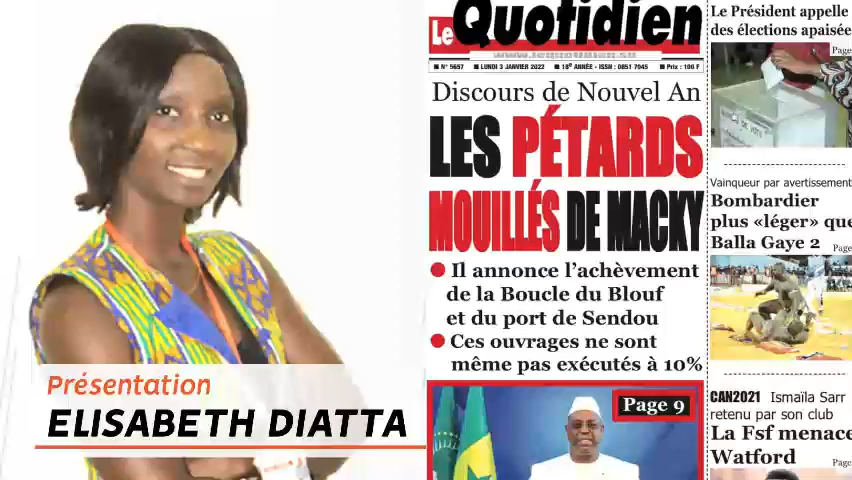 Présentation
ELISABETH DIATTA
Le Quotidien
■ N° 5657 ■ LUNDI 3 JANVIER 2022 ■ 18e ANNÉE - ISSN : 0851 7045 ■ Prix : 100 F
Discours de Nouvel An
LES PÉTARDS
MOUILLÉS DE MACKY
● Il annonce l'achèvement
de la Boucle du Blouf
et du port de Sendou
● Ces ouvrages ne sont
même pas exécutés à 10%
Page 9
Le Président appelle
des élections apaisée
Page
Vainqueur par avertissement
Bombardier
plus «léger» que
Balla Gaye 2
Page
CAN2021 Ismaïla Sarr
retenu par son club
La Fsf menace
Watford
Page